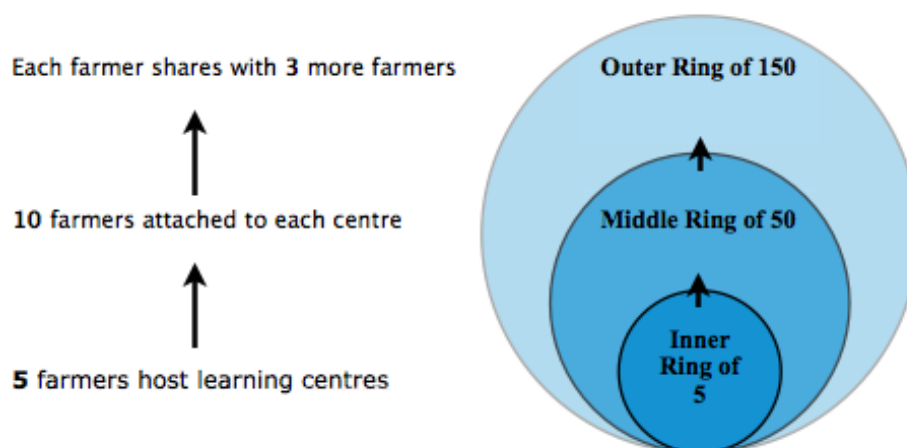 Each farmer shares with 3 more farmers
10 farmers attached to each centre
5 farmers host learning centres
Outer Ring of 150
Middle Ring of 50
Inner
Ring of
5